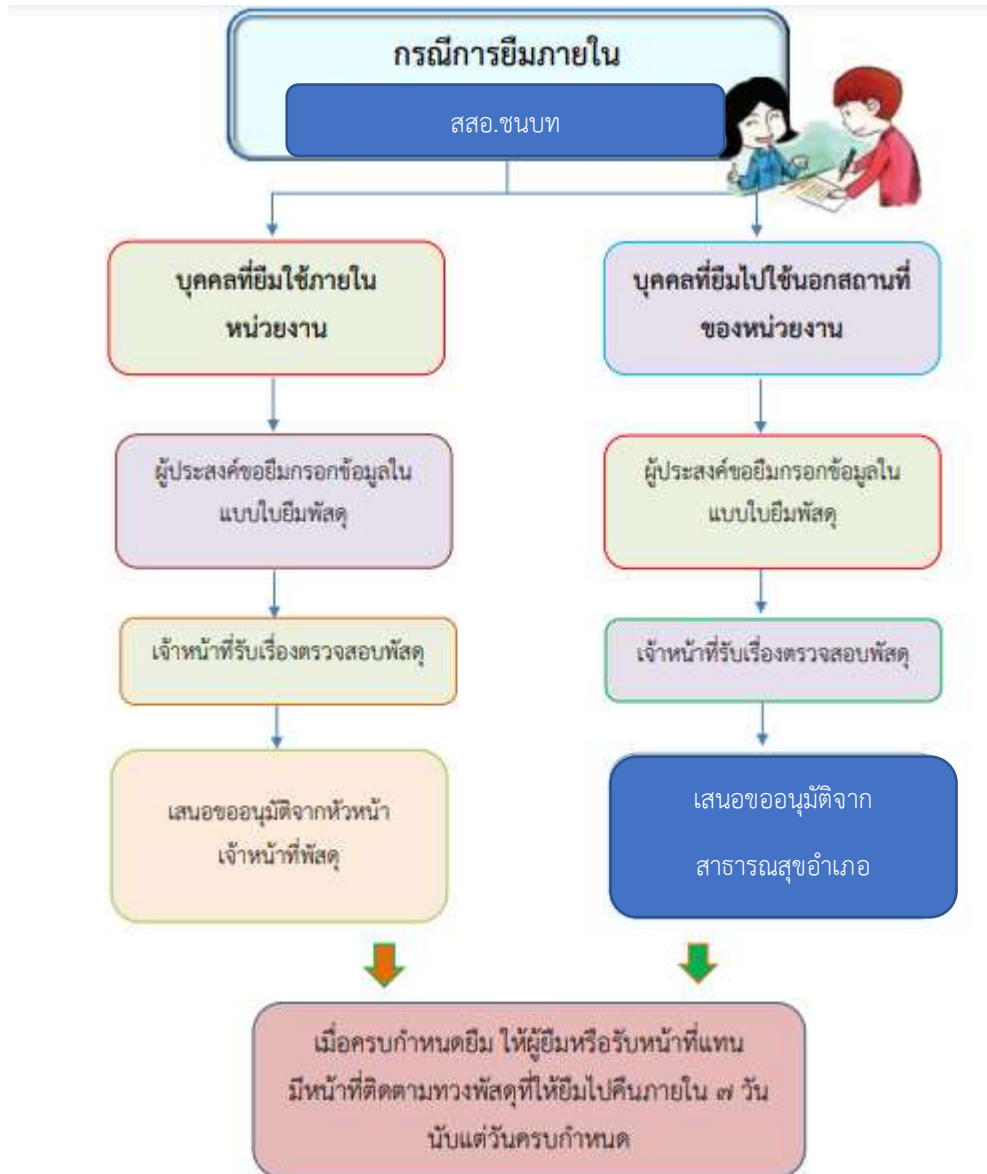 กรณีการยืมภายใน
สสอ.ชนบท
บุคคลที่ยืมใช้ภายใน
หน่วยงาน
ผู้ประสงค์ขอยืมกรอกข้อมูลใน
แบบใบยืมพัสดุ
เจ้าหน้าที่รับเรื่องตรวจสอบพัสดุ
เสนอขออนุมัติจากหัวหน้า
เจ้าหน้าที่พัสดุ
บุคคลที่ยืมไปใช้นอกสถานที่
ของหน่วยงาน
ผู้ประสงค์ขอยืมกรอกข้อมูลใน
แบบใบยืมพัสดุ
เจ้าหน้าที่รับเรื่องตรวจสอบพัสดุ
เสนอขออนุมัติจาก
สาธารณสุขอำเภอ
เมื่อครบกำหนดยืม ให้ผู้ยืมหรือรับหน้าที่แทน
มีหน้าที่ติดตามทวงพัสดุที่ให้ยืมไปคืนภายใน ๗ วัน
นับแต่วันครบกำหนด